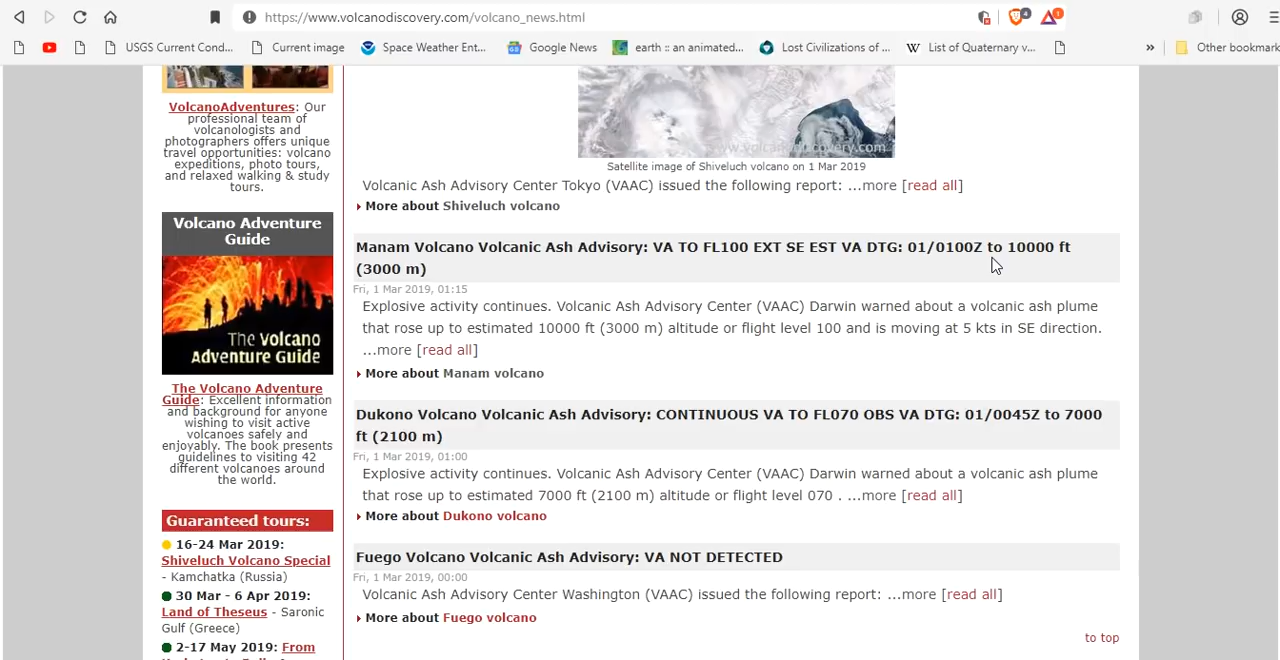 https://www.volcanodiscovery.com/volcano_news.html
4
1
USGS Current Cond...
Current image
Space Weather Ent...
Google News
earth :: an animated...
Lost Civilizations of ...
W
List of Quaternary v...
»
Other bookmark
VolcanoAdventures: Our
professional team of
volcanologists and
photographers offers unique
travel opportunities: volcano
expeditions, photo tours,
and relaxed walking & study
tours.
Volcano Adventure
Guide
The Volcano
Adventure Guide
The Volcano Adventure
Guide: Excellent information
and background for anyone
wishing to visit active
volcanoes safely and
enjoyably. The book presents
guidelines to visiting 42
different volcanoes around
the world.
Guaranteed tours:
16-24 Mar 2019:
Shiveluch Volcano Special
- Kamchatka (Russia)
30 Mar - 6 Apr 2019:
Land of Theseus - Saronic
Gulf (Greece)
2-17 May 2019: From
www.volcanodiscovery.com
Satellite image of Shiveluch volcano on 1 Mar 2019
Volcanic Ash Advisory Center Tokyo (VAAC) issued the following report: ...more [read all]
More about Shiveluch volcano
Manam Volcano Volcanic Ash Advisory: VA TO FL100 EXT SE EST VA DTG: 01/0100Z to 10000 ft
(3000 m)
Fri, 1 Mar 2019, 01:15
Explosive activity continues. Volcanic Ash Advisory Center (VAAC) Darwin warned about a volcanic ash plume
that rose up to estimated 10000 ft (3000 m) altitude or flight level 100 and is moving at 5 kts in SE direction.
...more [read all]
More about Manam volcano
Dukono Volcano Volcanic Ash Advisory: CONTINUOUS VA TO FL070 OBS VA DTG: 01/0045Z to 7000
ft (2100 m)
Fri, 1 Mar 2019, 01:00
Explosive activity continues. Volcanic Ash Advisory Center (VAAC) Darwin warned about a volcanic ash plume
that rose up to estimated 7000 ft (2100 m) altitude or flight level 070 . ...more [read all]
More about Dukono volcano
Fuego Volcano Volcanic Ash Advisory: VA NOT DETECTED
Fri, 1 Mar 2019, 00:00
Volcanic Ash Advisory Center Washington (VAAC) issued the following report: ...more [read all]
More about Fuego volcano
to top